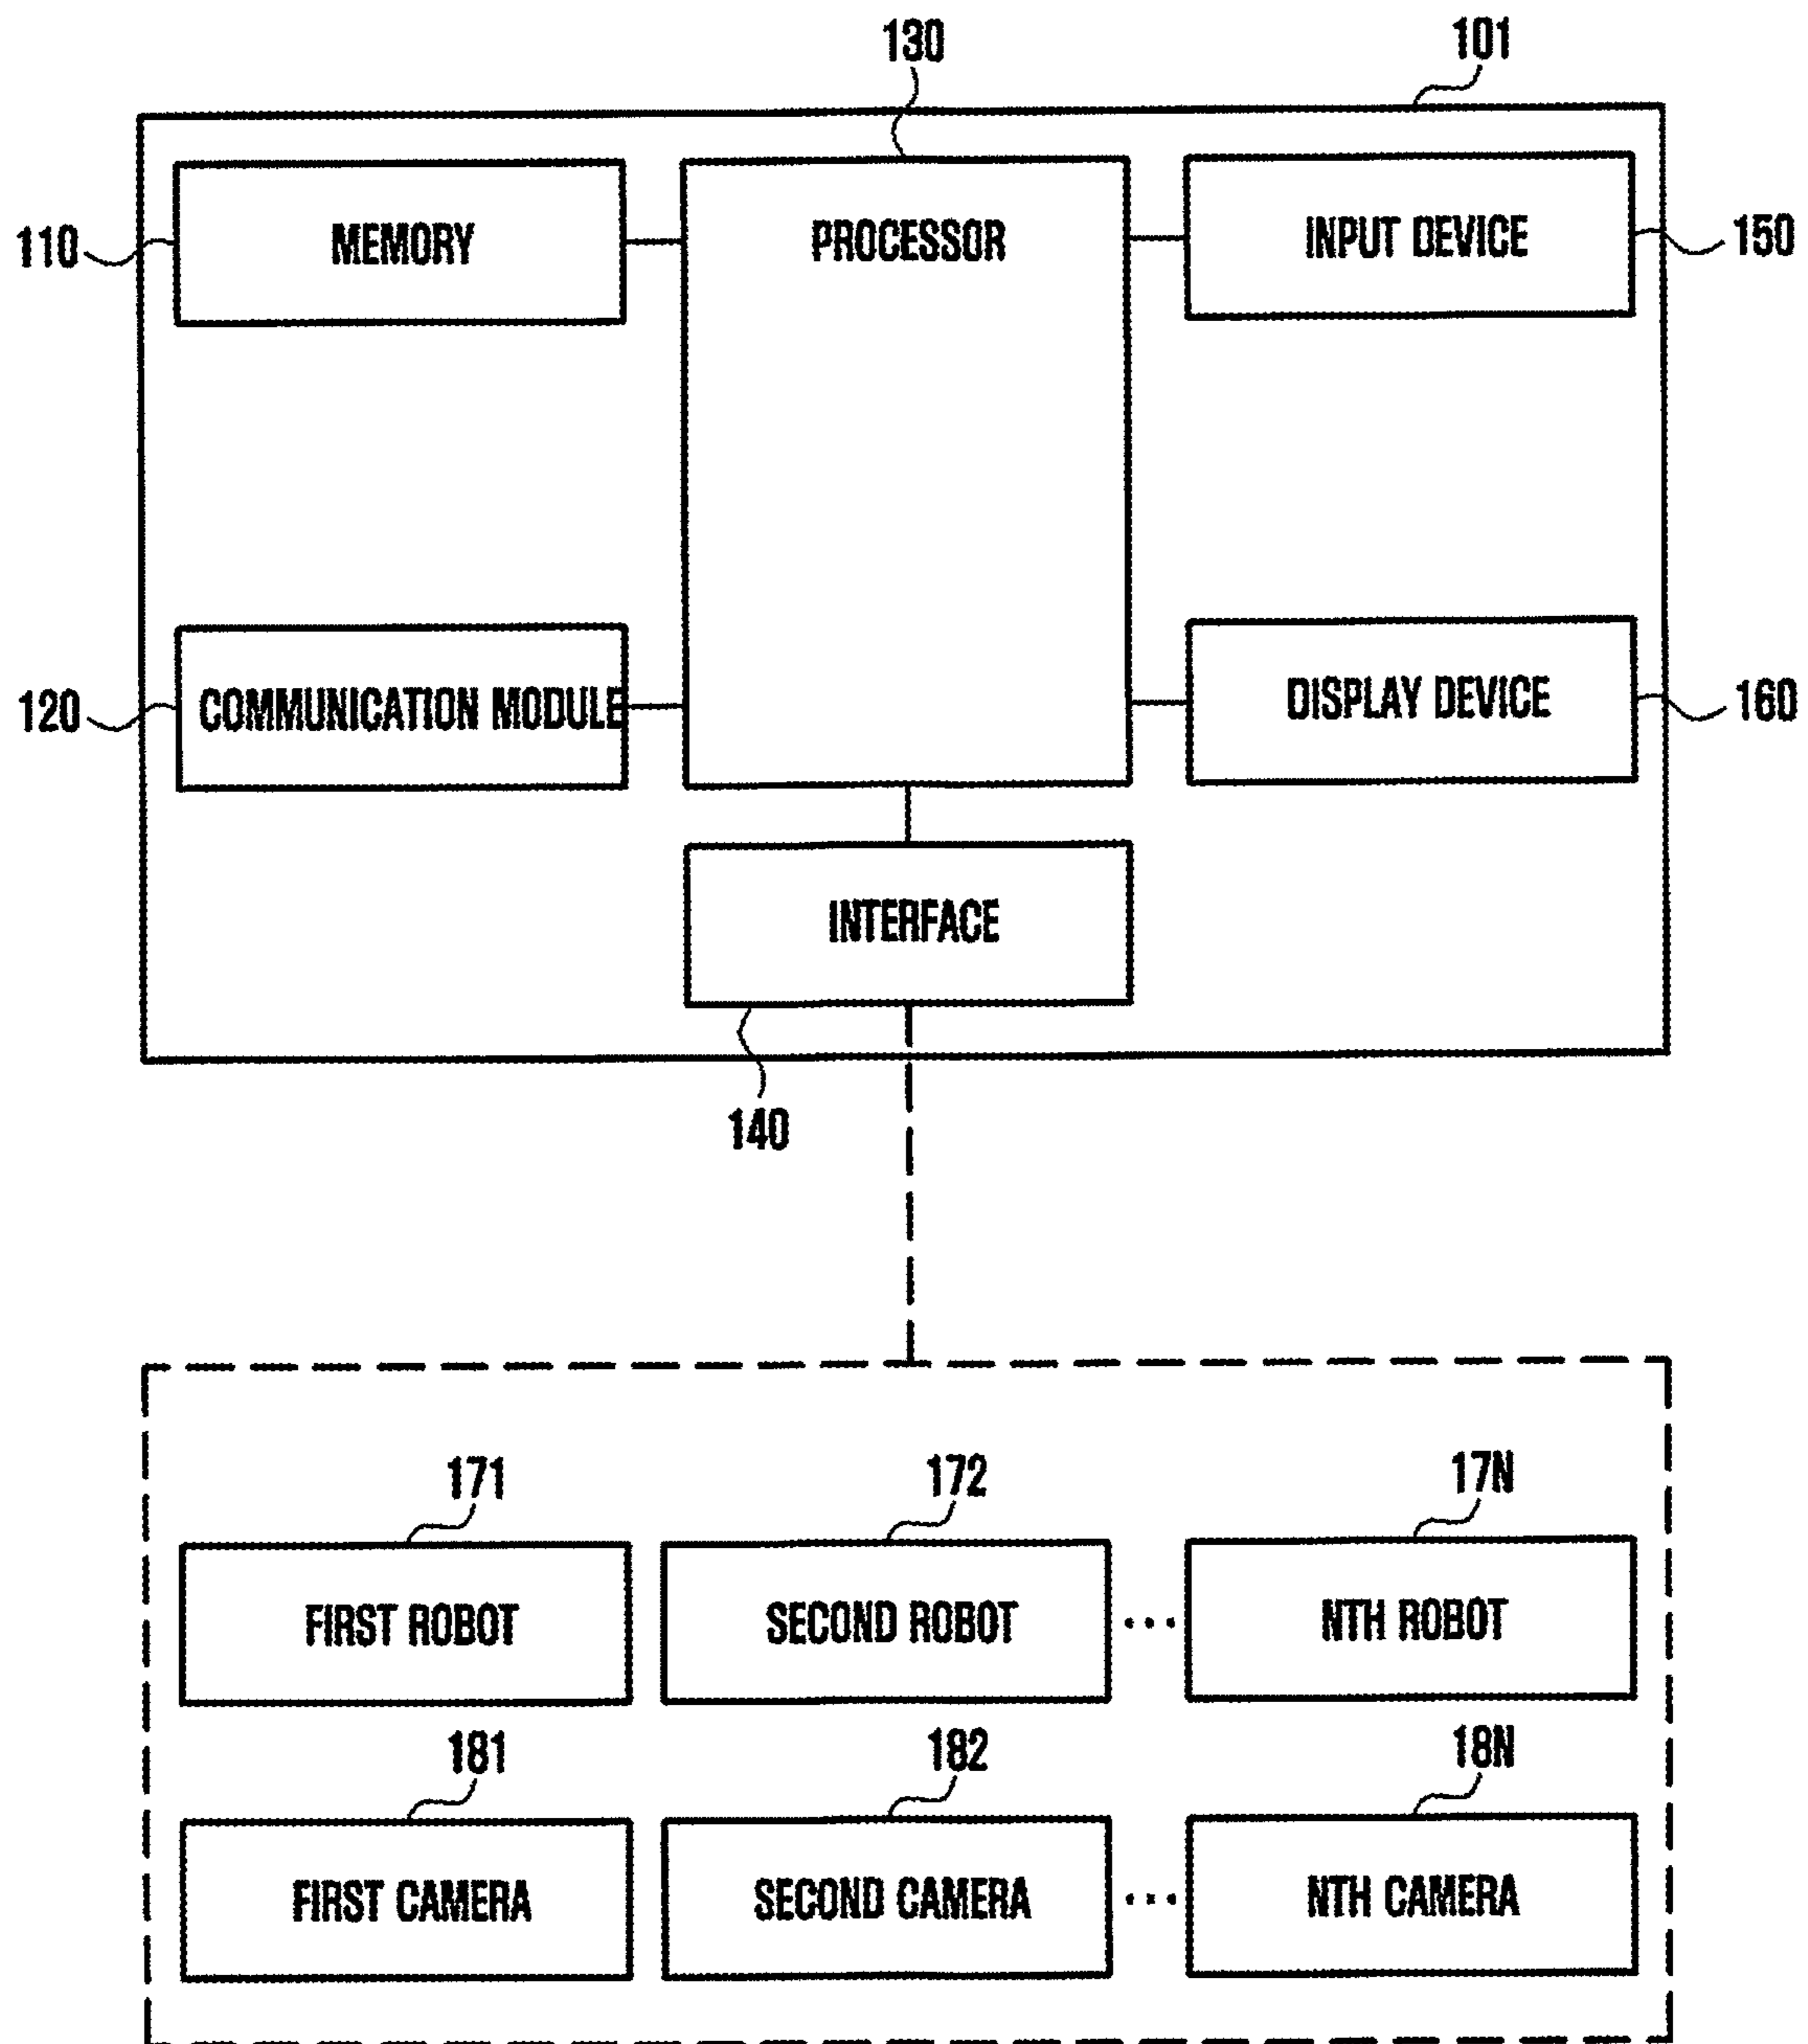 130
101
MEMORY
PROCESSOR
INPUT DEVICE
110
150
COMMUNICATION MODULE
DISPLAY DEVICE
120
160
INTERFACE
140
171
172
17N
FIRST ROBOT
SECOND ROBOT
...
NTH ROBOT
181
182
18N
FIRST CAMERA
SECOND CAMERA
...
NTH CAMERA